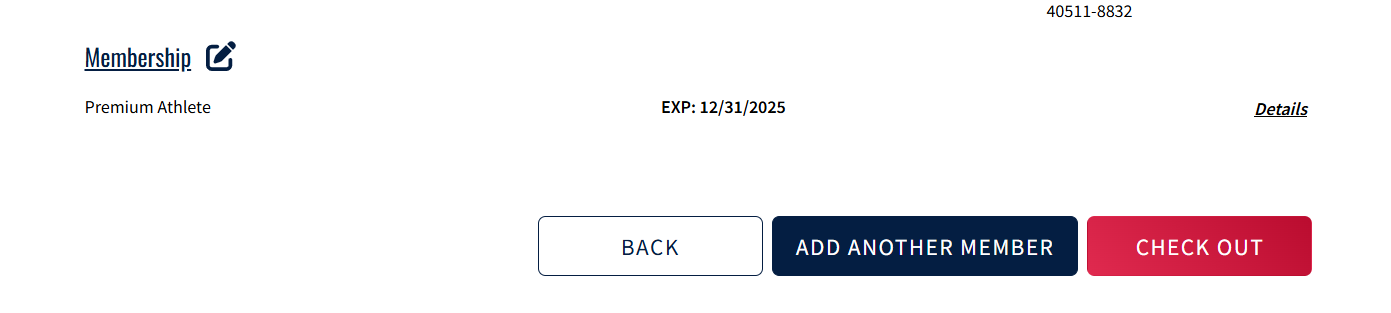 40511-8832
Membership
Premium Athlete
EXP: 12/31/2025
Details
BACK
ADD ANOTHER MEMBER
CHECK OUT